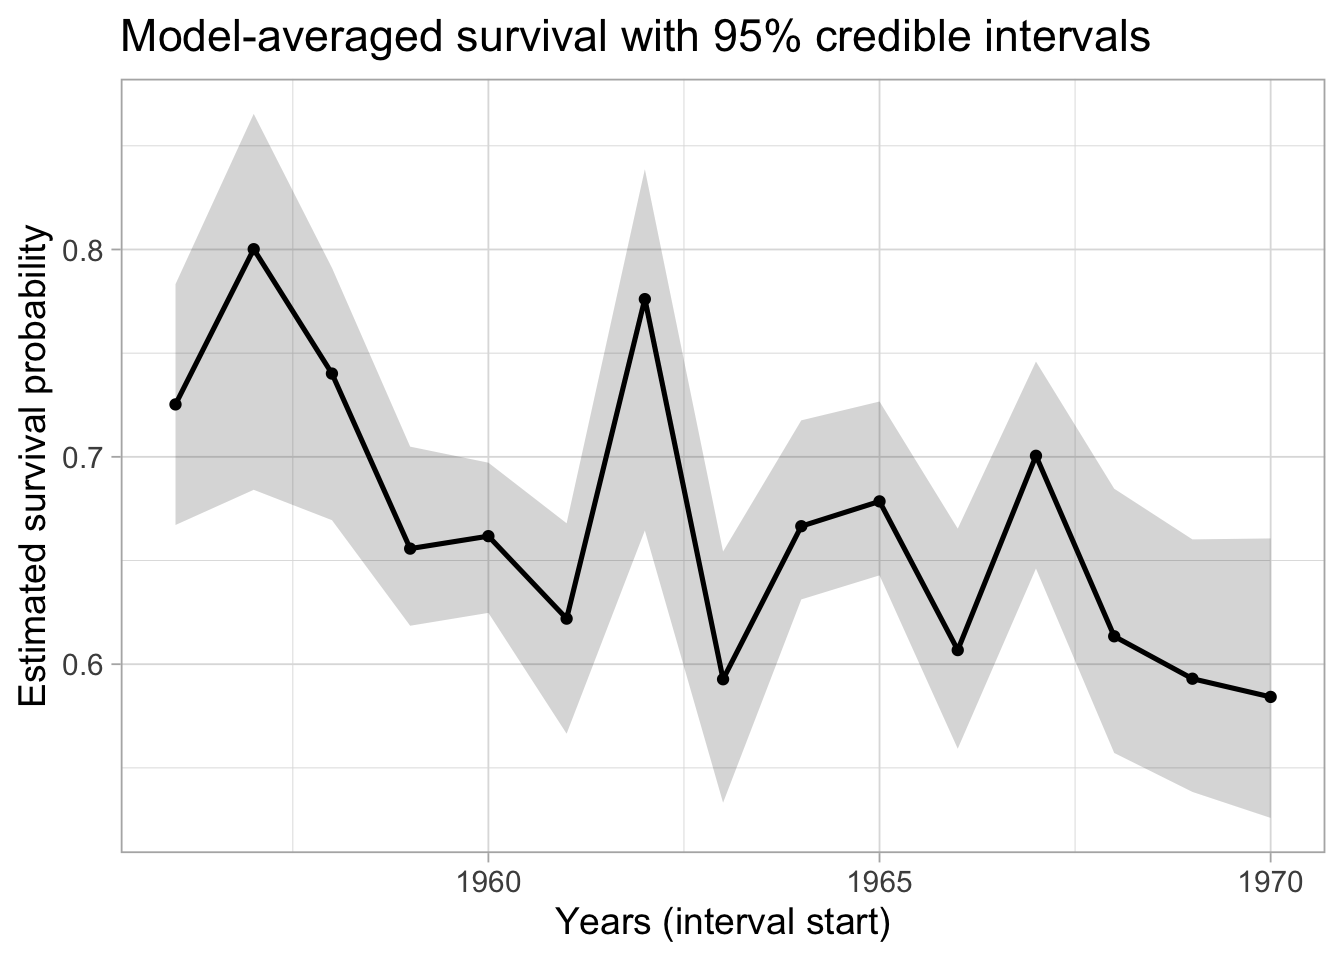 Model-averaged survival with 95% credible intervals
Estimated survival probability
0.8
0.7
0.6
1960
1965
1970
Years (interval start)